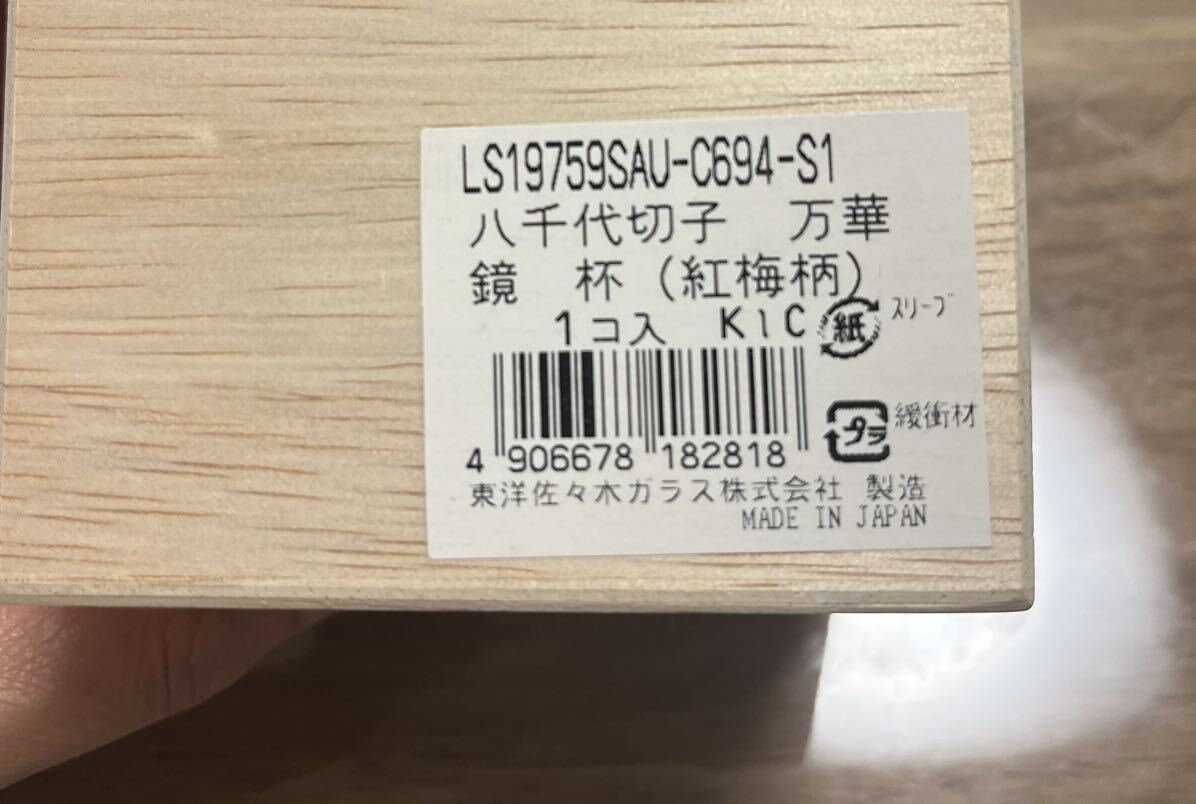 LS19759SAU-C694-S1
八千代切子 万華
鏡 杯(紅梅柄)
1コ入 KIC 紙 スリーブ
プラ 緩衝材
4 906678 182818
東洋佐々木ガラス株式会社 製造
MADE IN JAPAN